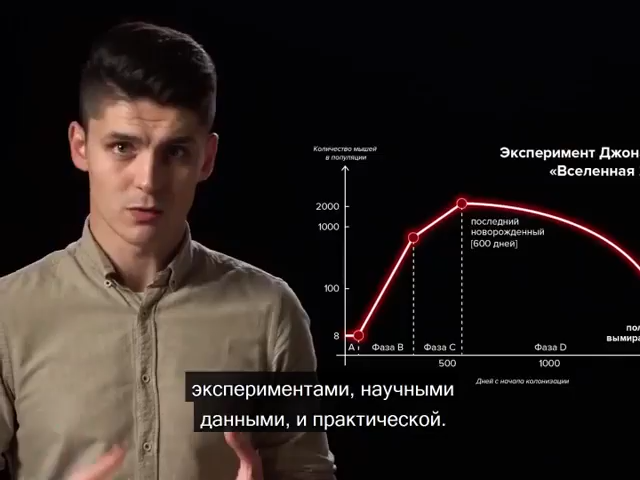 Количество мышей
в популяции
Эксперимент Джон
«Вселенная
2000
1000
последний
новорожденный
[600 дней]
100
пол
вымира
8
А
Фаза B
Фаза C
Фаза D
500
1000
Дней с начала колонизации
экспериментами, научными
данными, и практической.